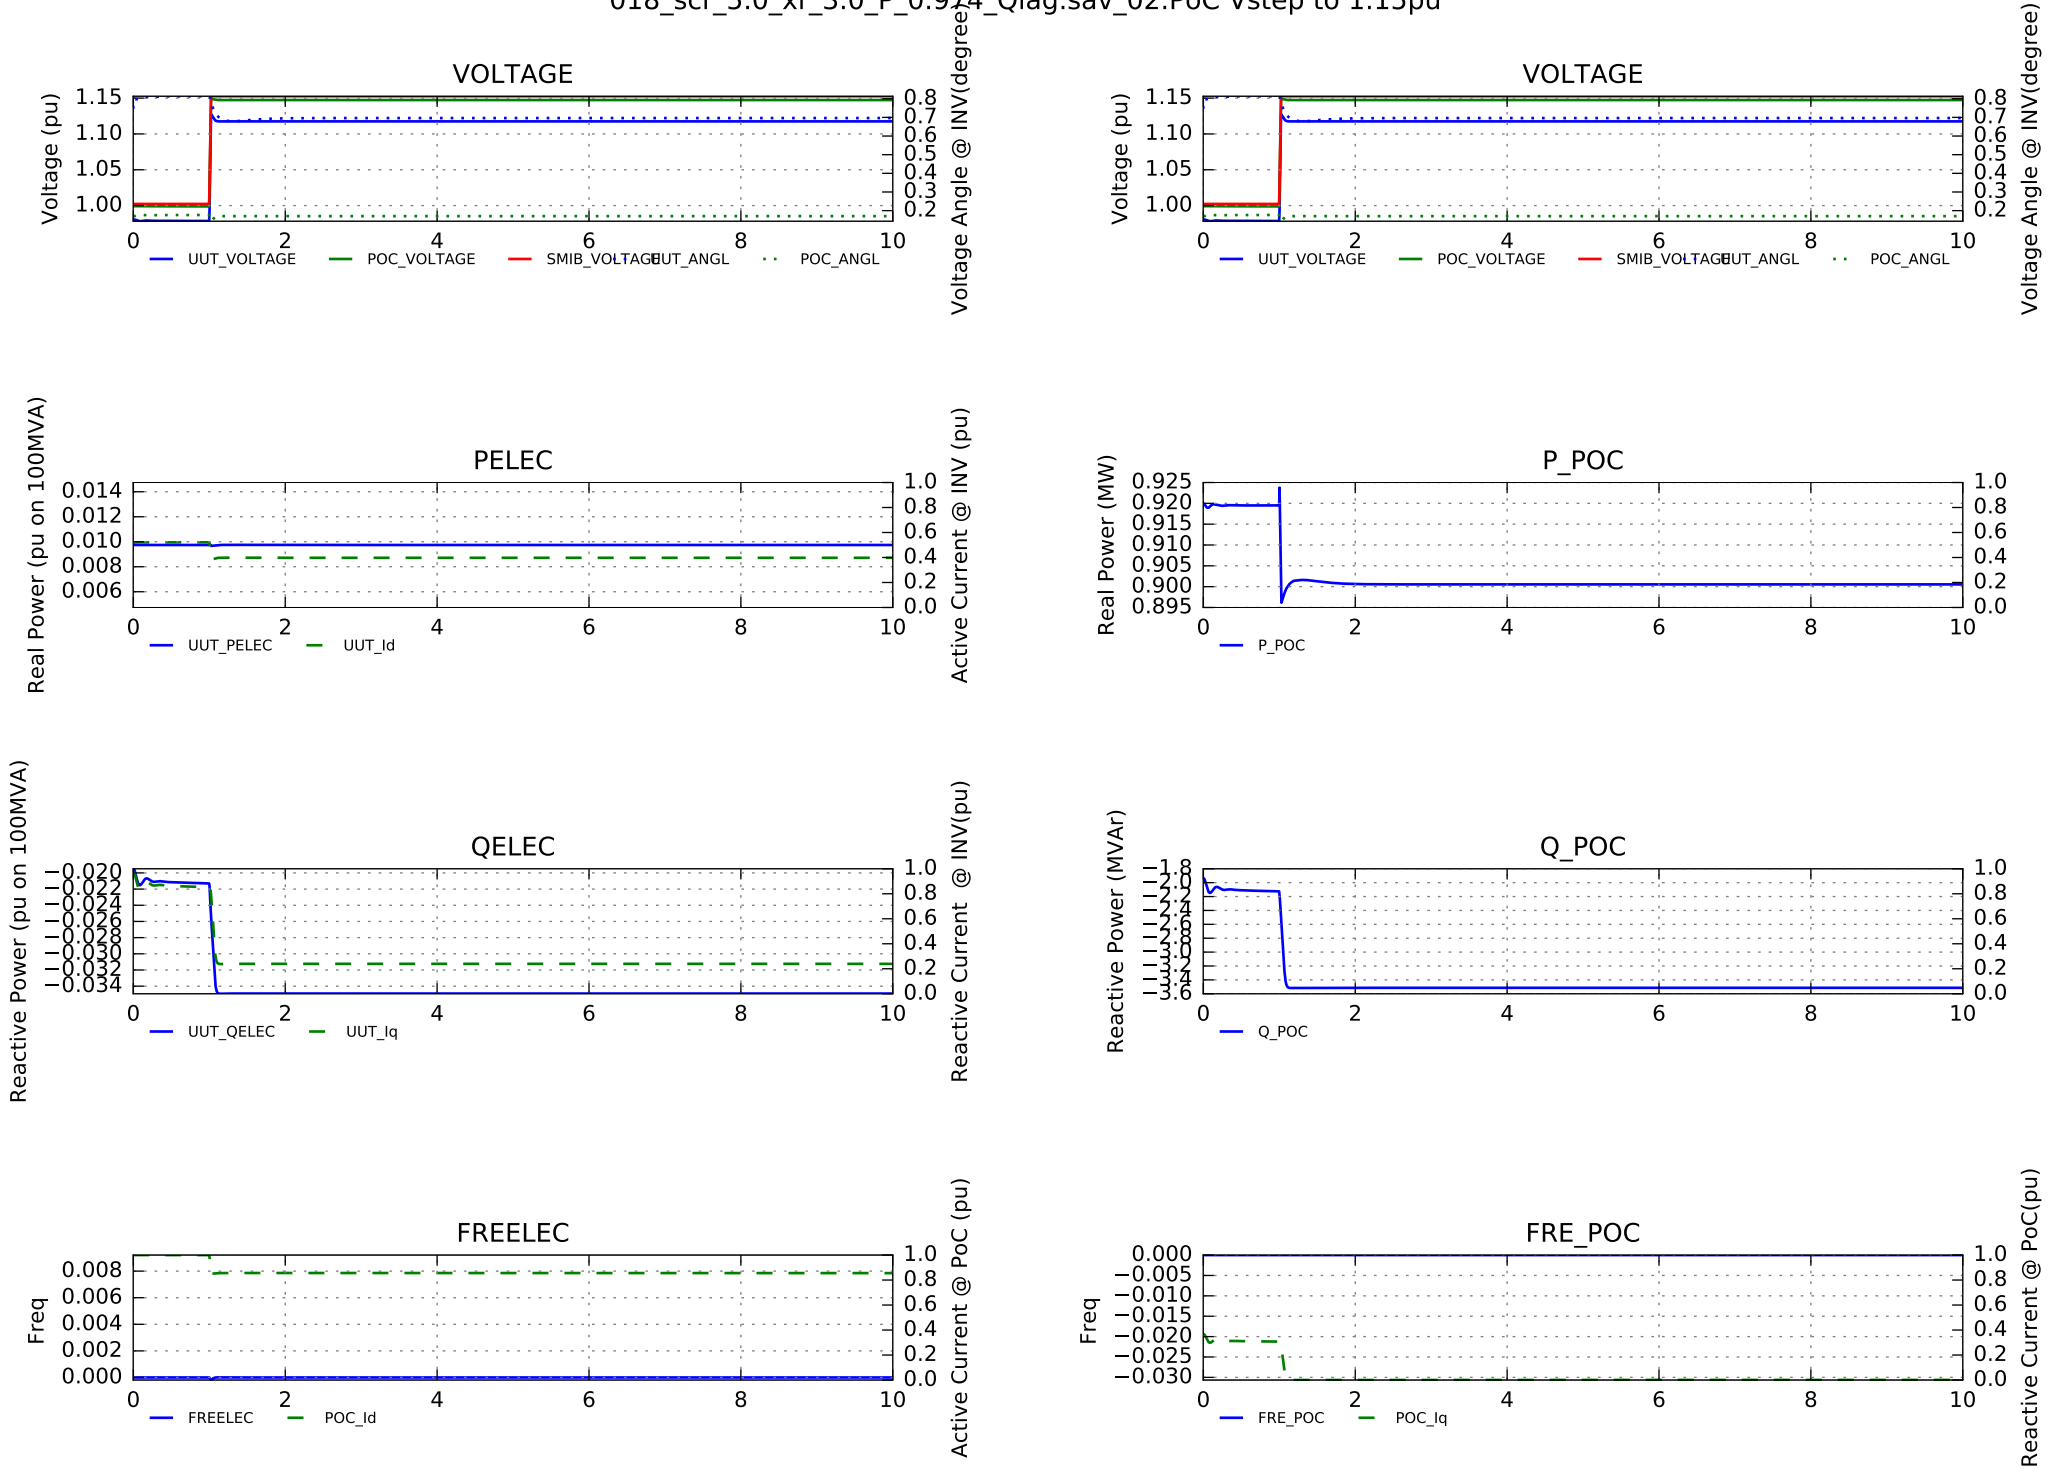 VOLTAGE
Voltage (pu)
1.15
1.10
1.05
1.00
0.8
0.7
0.6
0.5
0.4
0.3
0.2
Voltage Angle @ INV(degree)
0 2 4 6 8 10
UUT_VOLTAGE POC_VOLTAGE SMIB_VOLTAGE UUT_ANGL POC_ANGL
VOLTAGE
Voltage (pu)
1.15
1.10
1.05
1.00
0.8
0.7
0.6
0.5
0.4
0.3
0.2
Voltage Angle @ INV(degree)
0 2 4 6 8 10
UUT_VOLTAGE POC_VOLTAGE SMIB_VOLTAGE UUT_ANGL POC_ANGL
PELEC
Real Power (pu on 100MVA)
0.014
0.012
0.010
0.008
0.006
1.0
0.8
0.6
0.4
0.2
0.0
Active Current @ INV (pu)
0 2 4 6 8 10
UUT_PELEC UUT_Id
P_POC
Real Power (MW)
0.925
0.920
0.915
0.910
0.905
0.900
0.895
1.0
0.8
0.6
0.4
0.2
0.0
0 2 4 6 8 10
P_POC
QELEC
Reactive Power (pu on 100MVA)
−0.020
−0.022
−0.024
−0.026
−0.028
−0.030
−0.032
−0.034
1.0
0.8
0.6
0.4
0.2
0.0
Reactive Current @ INV(pu)
0 2 4 6 8 10
UUT_QELEC UUT_Iq
Q_POC
Reactive Power (MVAr)
−1.8
−2.0
−2.2
−2.4
−2.6
−2.8
−3.0
−3.2
−3.4
−3.6
1.0
0.8
0.6
0.4
0.2
0.0
0 2 4 6 8 10
Q_POC
FREELEC
Freq
0.008
0.006
0.004
0.002
0.000
1.0
0.8
0.6
0.4
0.2
0.0
Active Current @ PoC (pu)
0 2 4 6 8 10
FREELEC POC_Id
FRE_POC
Freq
0.000
−0.005
−0.010
−0.015
−0.020
−0.025
−0.030
1.0
0.8
0.6
0.4
0.2
0.0
Reactive Current @ PoC(pu)
0 2 4 6 8 10
FRE_POC POC_Iq